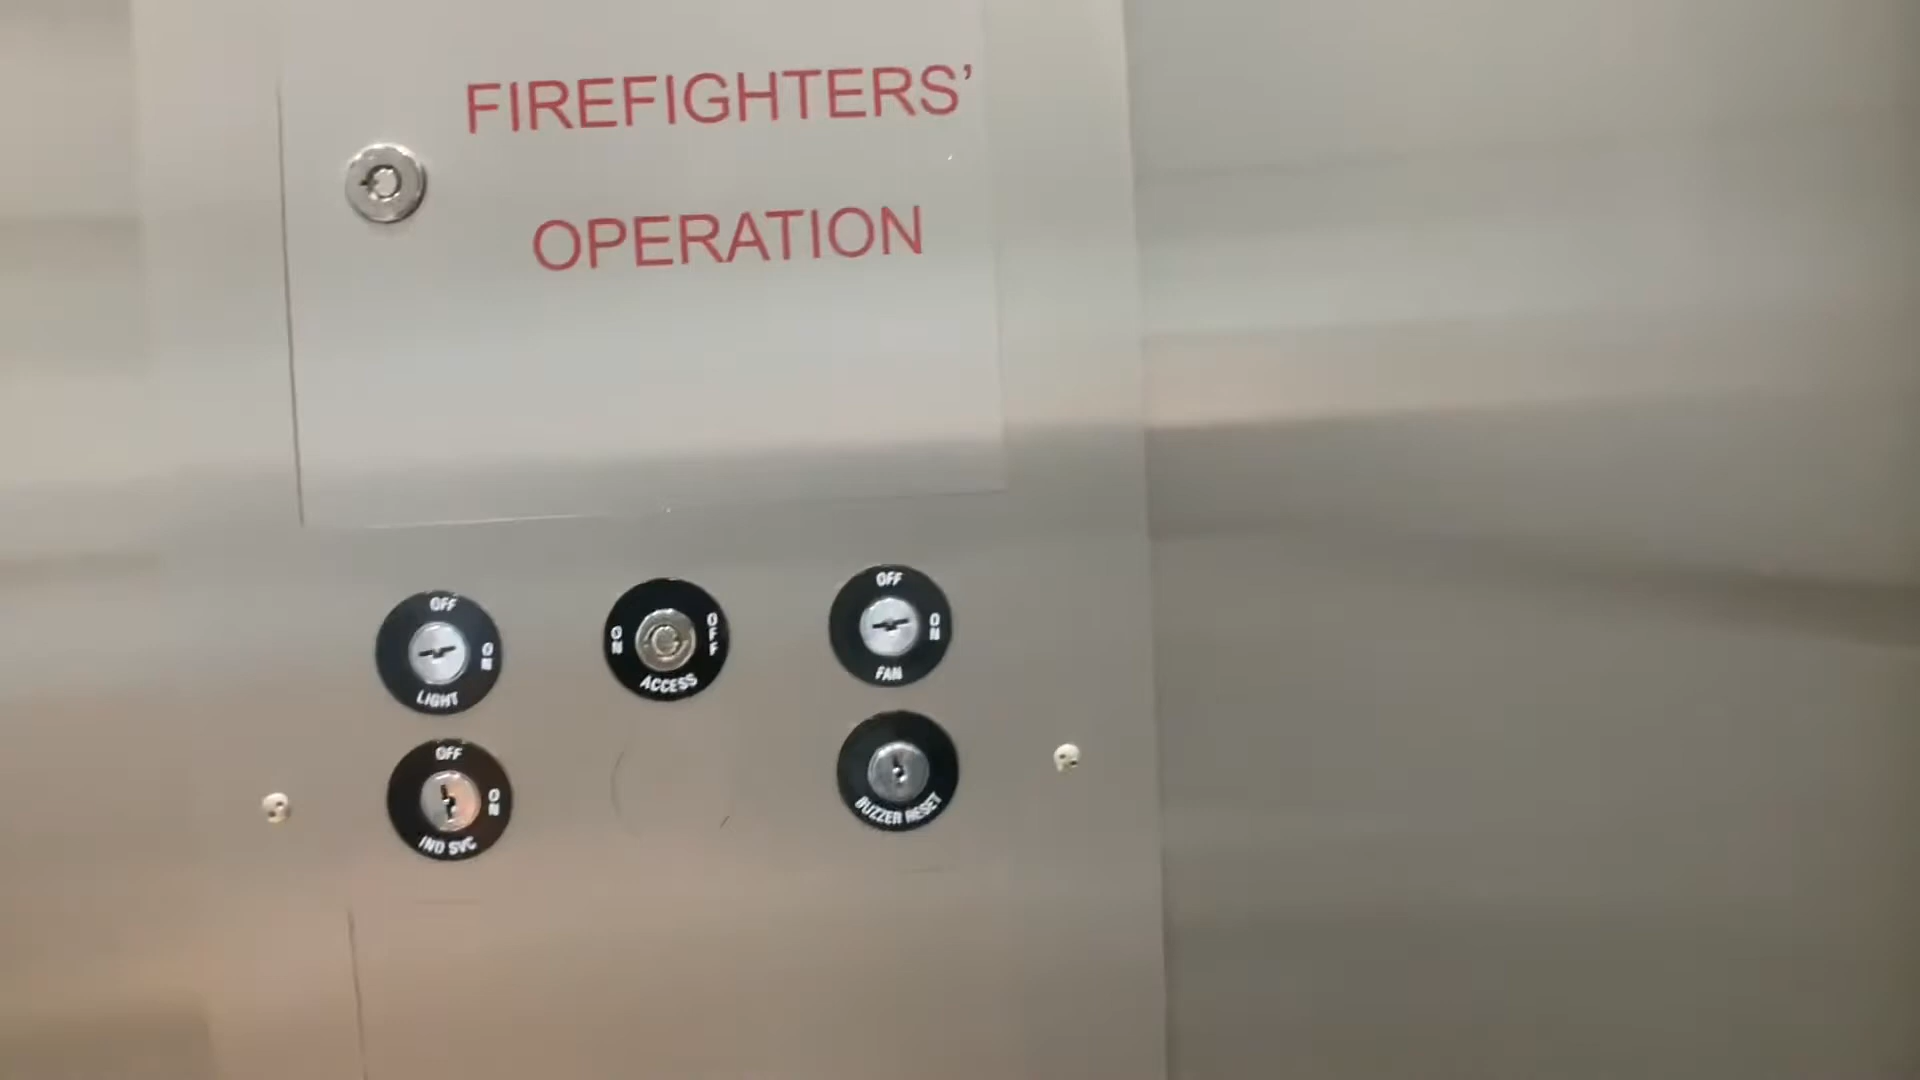 FIREFIGHTERS'
OPERATION
OFF
ON
LIGHT
ON
OFF
ACCESS
OFF
ON
FAN
OFF
ON
IND SVC
BUZZER RESET